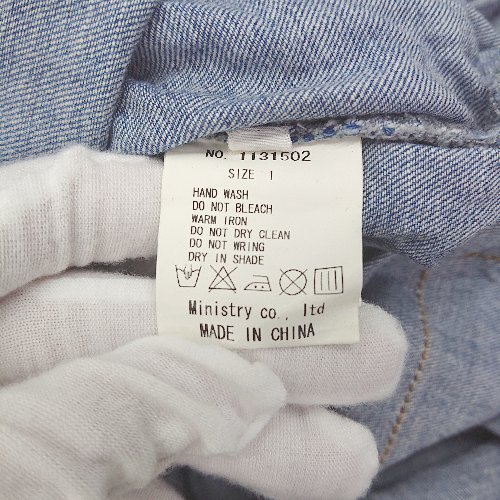 NO. 1131502
SIZE 1
HAND WASH
DO NOT BLEACH
WARM IRON
DO NOT DRY CLEAN
DO NOT WRING
DRY IN SHADE
Ministry co., ltd
MADE IN CHINA